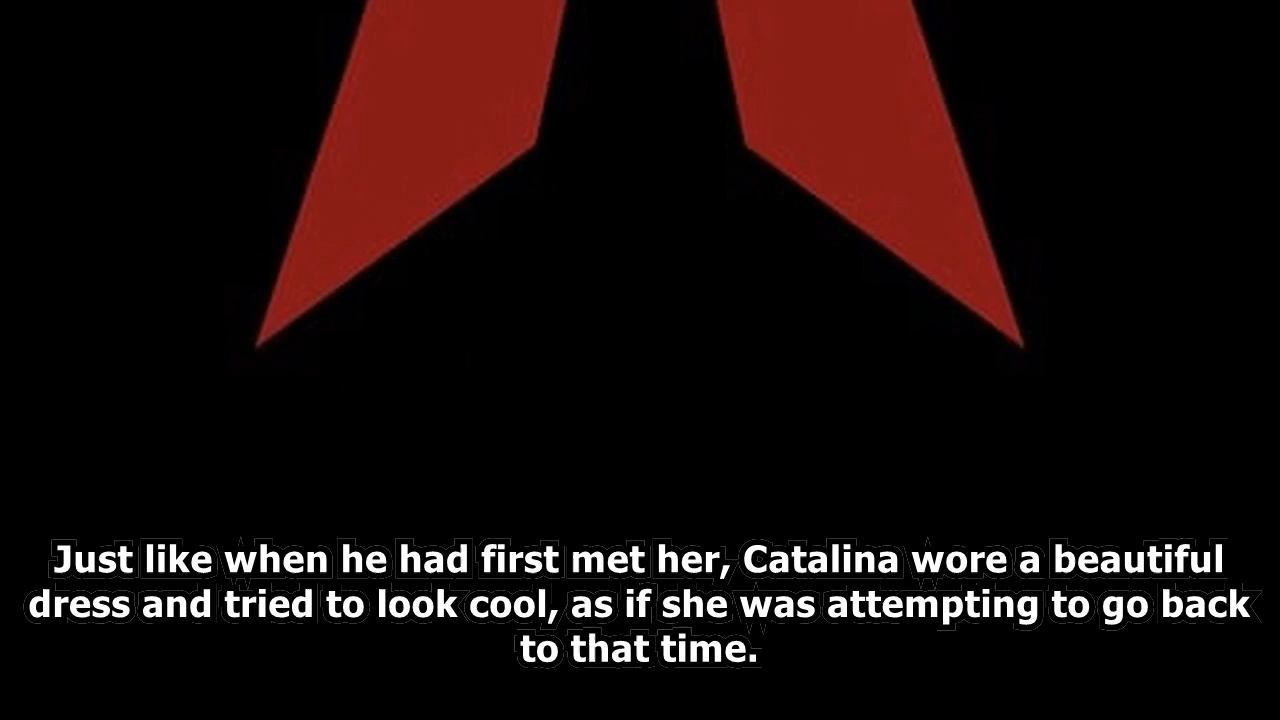 Just like when he had first met her, Catalina wore a beautiful
dress and tried to look cool, as if she was attempting to go back
to that time.